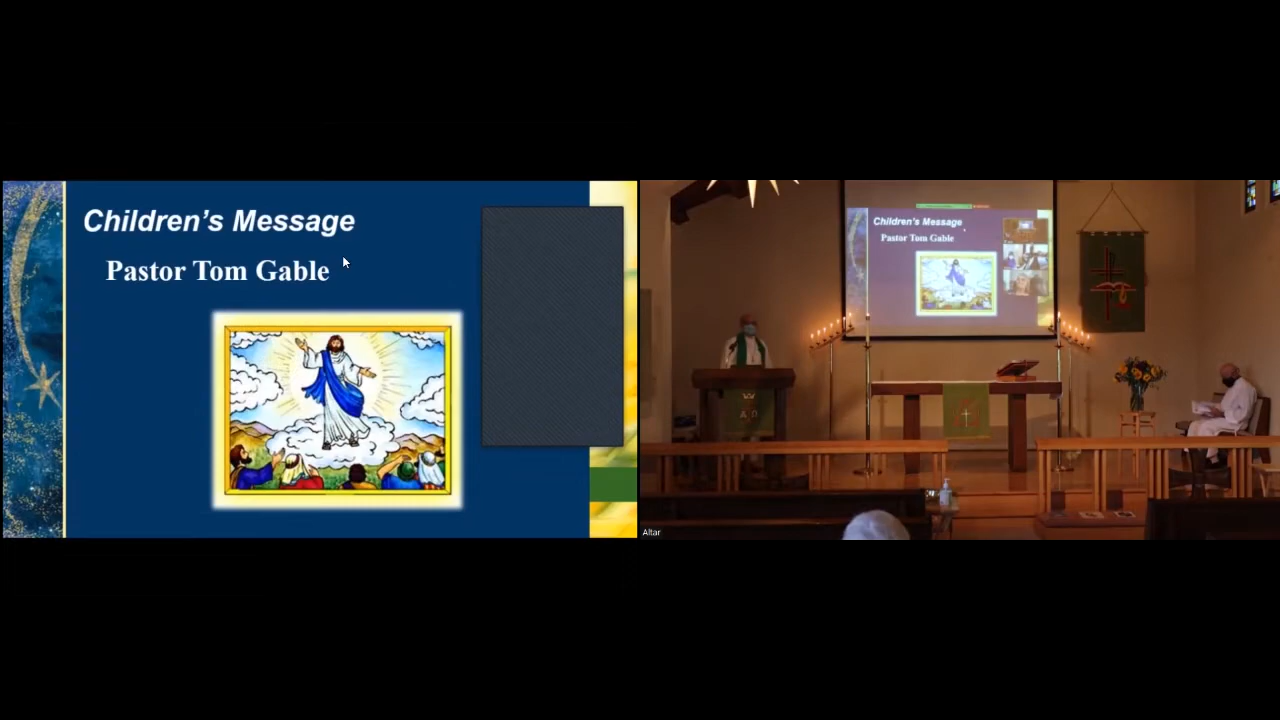 Children's Message
Pastor Tom Gable
Children's Message
Pastor Tom Gable
A Ω
Altar